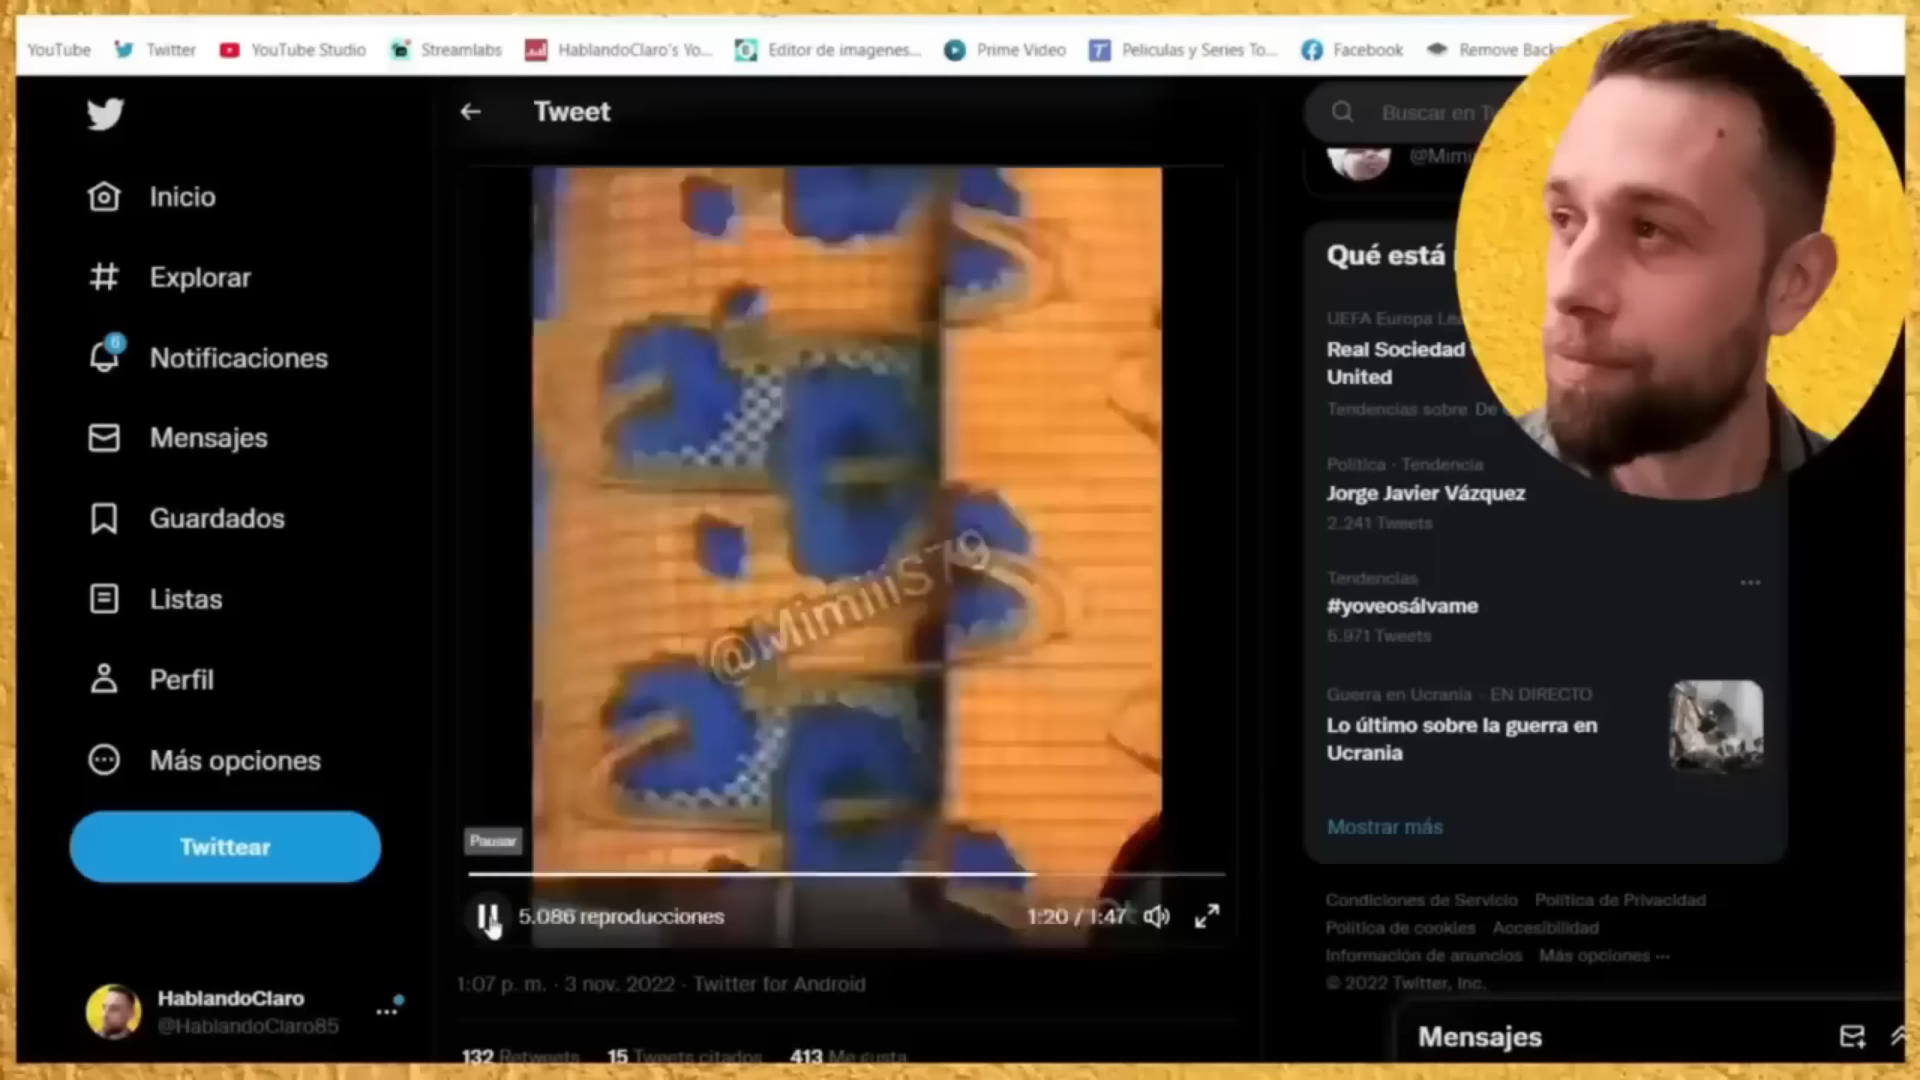 YouTube
Twitter
YouTube Studio
Streamlabs
HablandoClaro's Yo...
Editor de imagenes...
Prime Video
Peliculas y Series To...
Facebook
Remove
Tweet
Buscar en
Inicio
Explorar
6
Notificaciones
Mensajes
Guardados
Listas
Perfil
Más opciones
Twittear
HablandoClaro
@HablandoClaro85
@MimiiiS79
Pausar
5.086 reproducciones
1:20 / 1:47
1:07 p. m. · 3 nov. 2022 · Twitter for Android
132 Retweets 15 Tweets citados 413 Me gusta
Qué está
UEFA Europa
Real Sociedad
United
Tendencias sobre De
Política · Tendencia
Jorge Javier Vázquez
2.241 Tweets
Tendencias
#yoveosálvame
5.971 Tweets
Guerra en Ucrania · EN DIRECTO
Lo último sobre la guerra en
Ucrania
Mostrar más
Condiciones de Servicio Política de Privacidad
Política de cookies Accesibilidad
Información de anuncios Más opciones ...
© 2022 Twitter, Inc.
Mensajes